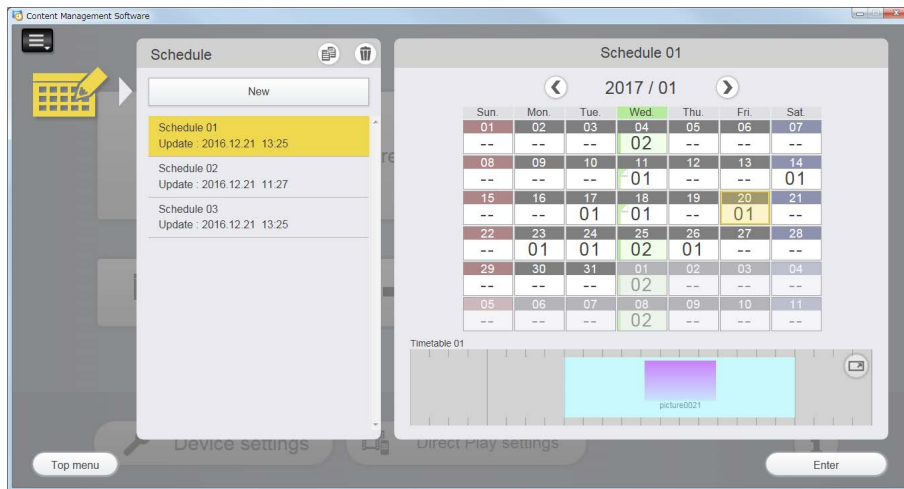 Content Management Software
Schedule
New
Schedule 01
Update : 2016.12.21 13:25
Schedule 02
Update : 2016.12.21 11:27
Schedule 03
Update : 2016.12.21 13:25
Schedule 01
2017 / 01
Sun. Mon. Tue. Wed. Thu. Fri. Sat.
01 02 03 04 05 06 07
-- -- -- 02 -- -- --
08 09 10 11 12 13 14
-- -- -- 01 -- -- 01
15 16 17 18 19 20 21
-- -- 01 01 -- 01 --
22 23 24 25 26 27 28
-- 01 01 02 01 -- --
29 30 31 01 02 03 04
-- -- -- 02 -- -- --
05 06 07 08 09 10 11
-- -- -- 02 -- -- --
Timetable 01
picture0021
Device settings
Direct Play settings
Top menu
Enter